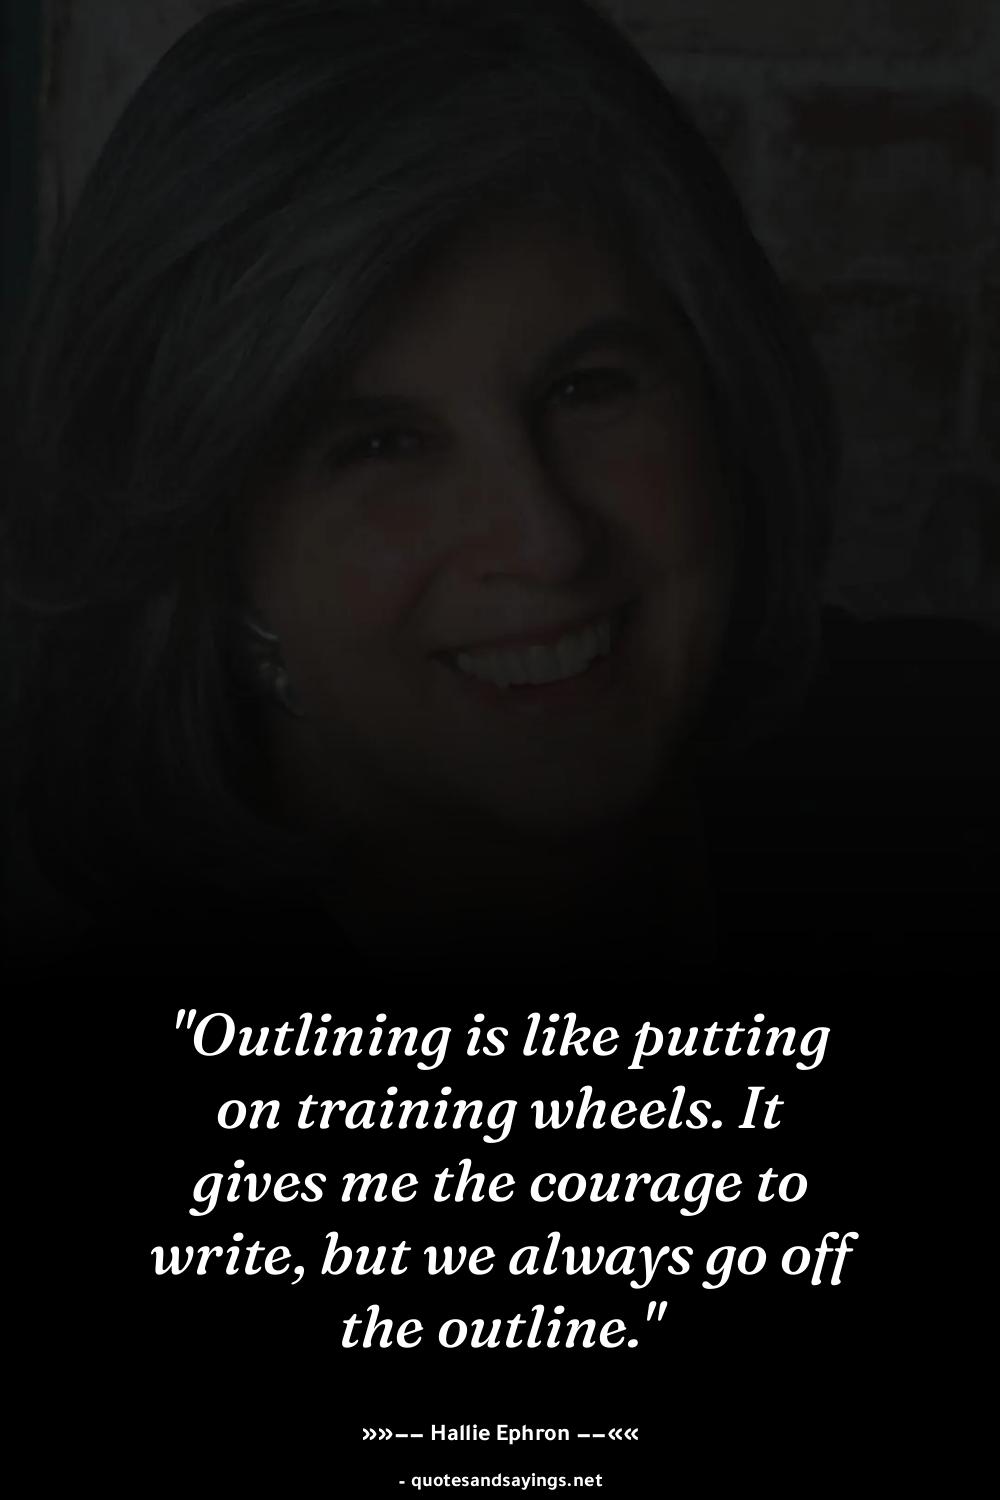 "Outlining is like putting
on training wheels. It
gives me the courage to
write, but we always go off
the outline."
»»−− Hallie Ephron −−««
- quotesandsayings.net